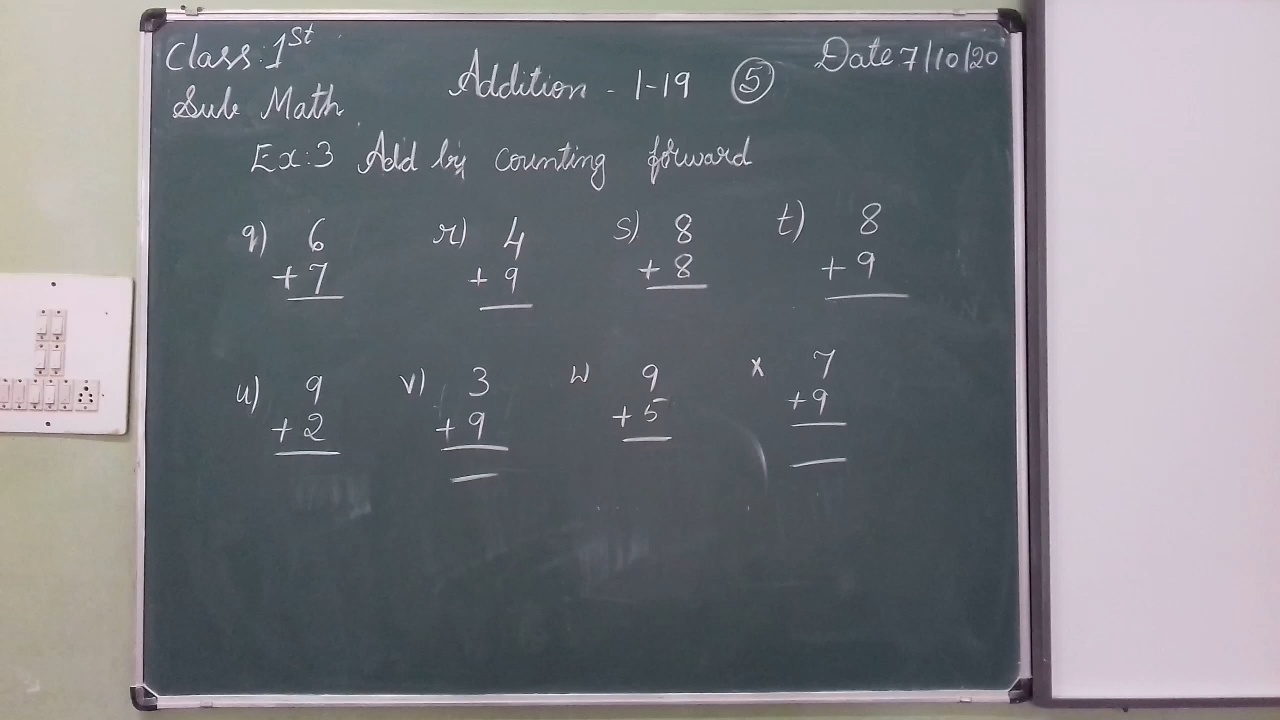 Class: 1st
Addition - 1-19 (5)
Date 7/10/20
Sub Math
Ex:3 Add by counting forward
q) 6 r) 4 s) 8 t) 8
+7 +9 +8 +9
u) 9 v) 3 w 9 x 7
+2 +9 +5 +9